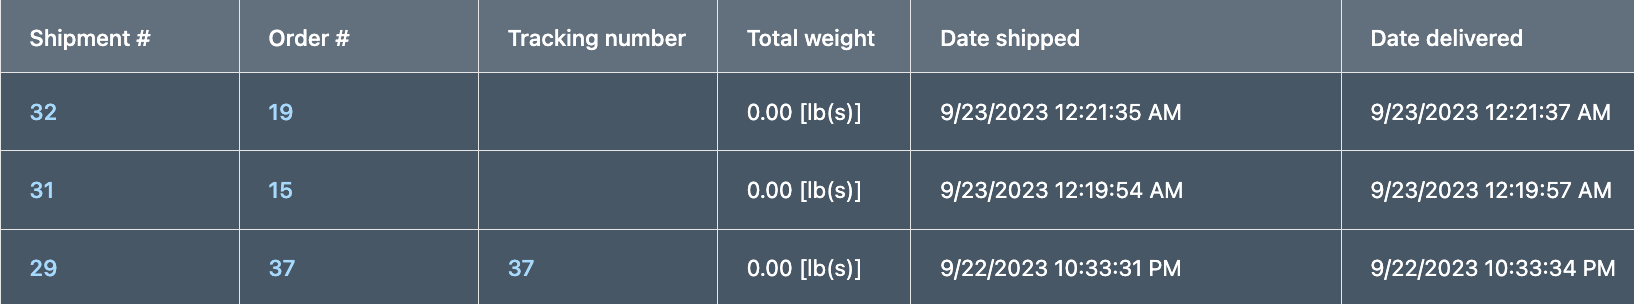 Shipment # Order # Tracking number Total weight Date shipped Date delivered
32 19 0.00 [lb(s)] 9/23/2023 12:21:35 AM 9/23/2023 12:21:37 AM
31 15 0.00 [lb(s)] 9/23/2023 12:19:54 AM 9/23/2023 12:19:57 AM
29 37 37 0.00 [lb(s)] 9/22/2023 10:33:31 PM 9/22/2023 10:33:34 PM